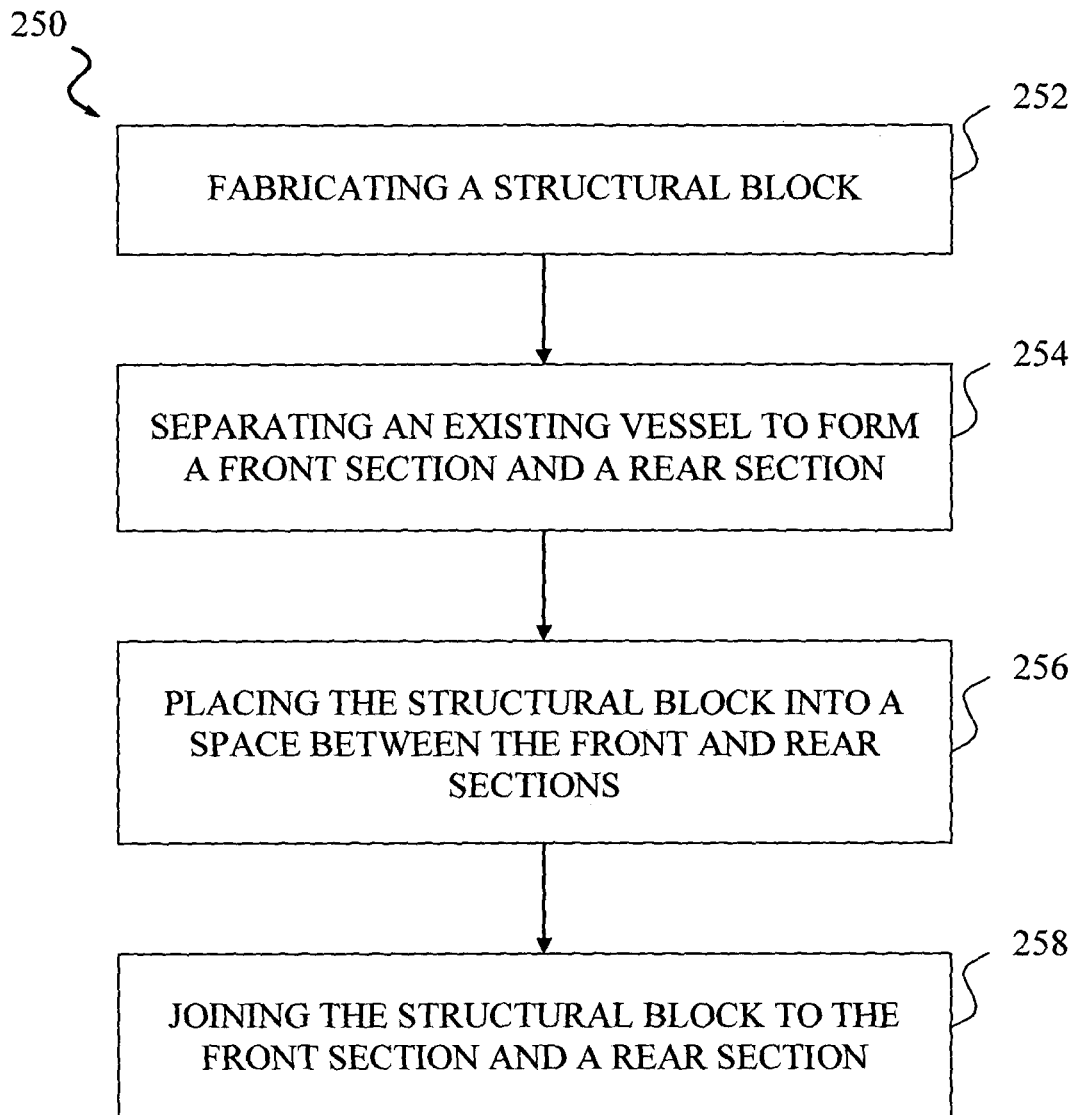 250
252
FABRICATING A STRUCTURAL BLOCK
254
SEPARATING AN EXISTING VESSEL TO FORM
A FRONT SECTION AND A REAR SECTION
256
PLACING THE STRUCTURAL BLOCK INTO A
SPACE BETWEEN THE FRONT AND REAR
SECTIONS
258
JOINING THE STRUCTURAL BLOCK TO THE
FRONT SECTION AND A REAR SECTION